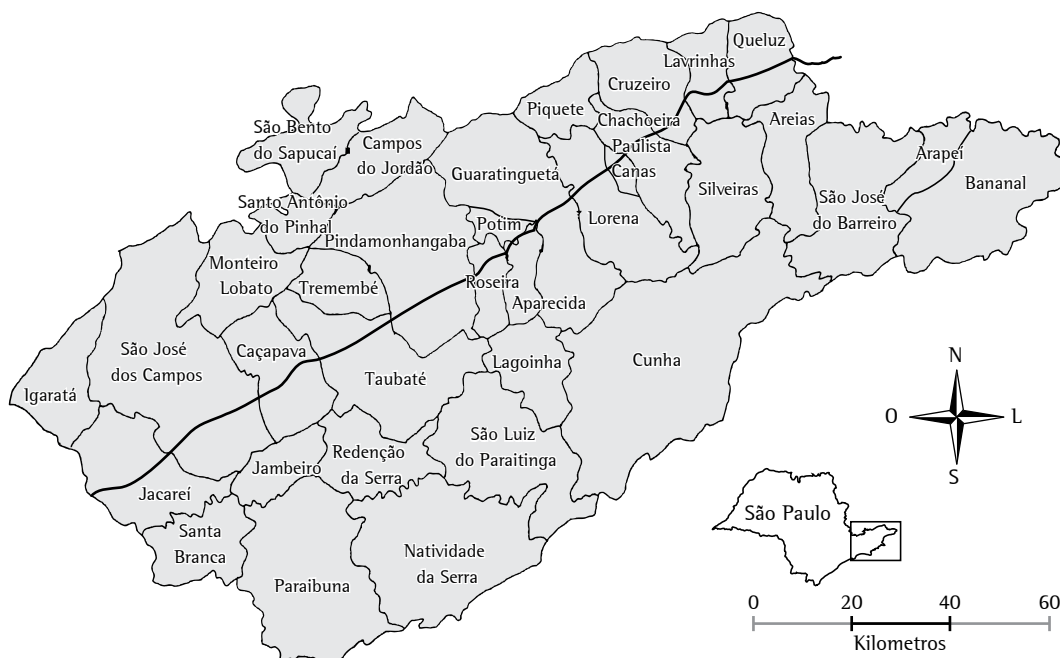 Queluz
Lavrinhas
Cruzeiro
Piquete
Chachoeira
Paulista
Areias
São Bento
do Sapucaí
Campos
do Jordão
Guaratinguetá
Canas
Silveiras
Arapeí
Bananal
São José
do Barreiro
Santo Antônio
do Pinhal
Potim
Lorena
Pindamonhangaba
Monteiro
Lobato
Tremembé
Roseira
Aparecida
São José
dos Campos
Caçapava
Lagoinha
Cunha
Igaratá
Taubaté
São Luiz
do Paraitinga
Redenção
da Serra
Jambeiro
Jacareí
Santa
Branca
Natividade
da Serra
Paraibuna
N
O
L
S
São Paulo
0 20 40 60
Kilometros